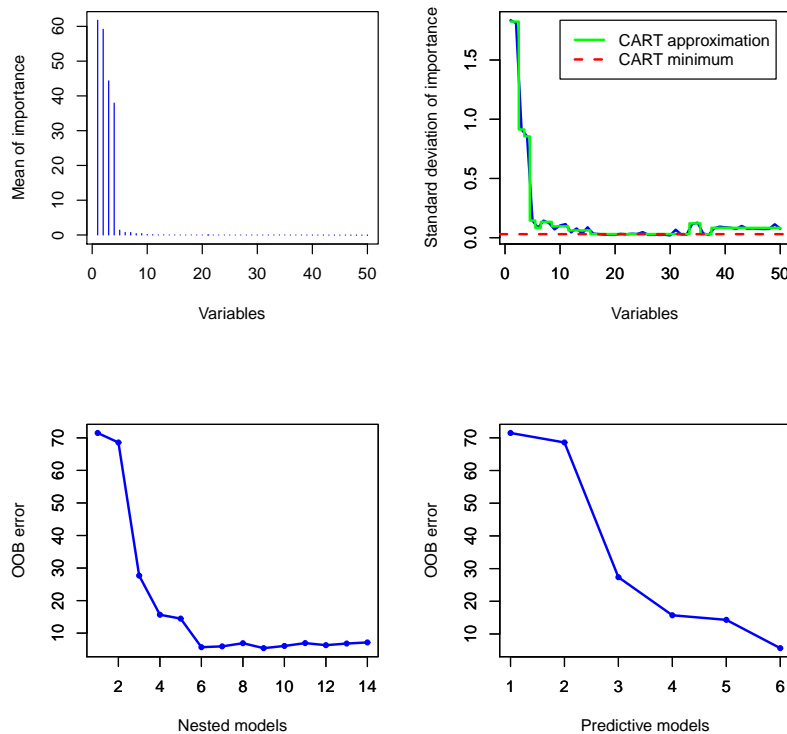 Mean of importance
0 10 20 30 40 50 60
0 10 20 30 40 50
Variables
Standard deviation of importance
0.0 0.5 1.0 1.5
CART approximation
CART minimum
0 10 20 30 40 50
Variables
OOB error
10 20 30 40 50 60 70
2 4 6 8 10 12 14
Nested models
OOB error
10 20 30 40 50 60 70
1 2 3 4 5 6
Predictive models